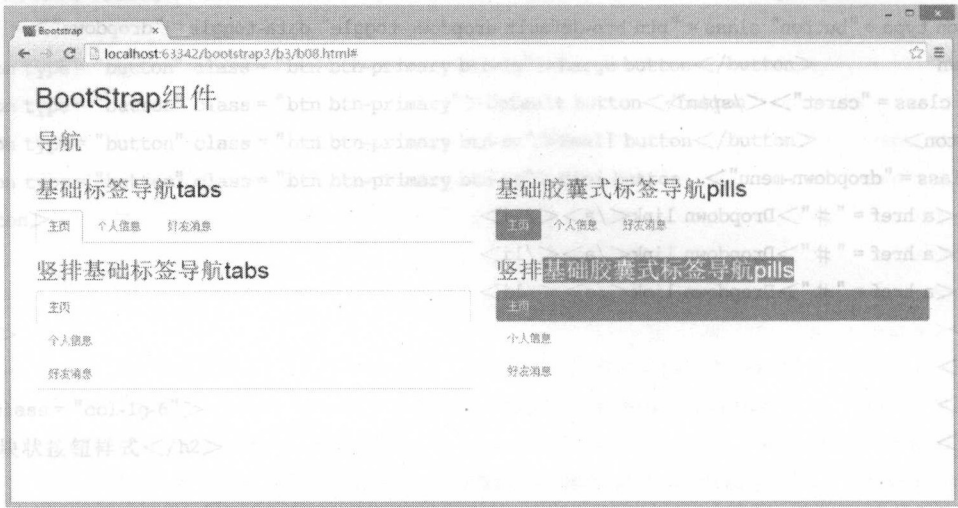 Bootstrap
localhost:63342/bootstrap3/b3/b08.html#
BootStrap组件
导航
基础标签导航tabs
主页 个人信息 好友消息
竖排基础标签导航tabs
主页
个人信息
好友消息
基础胶囊式标签导航pills
主页 个人信息 好友消息
竖排基础胶囊式标签导航pills
主页
个人信息
好友消息